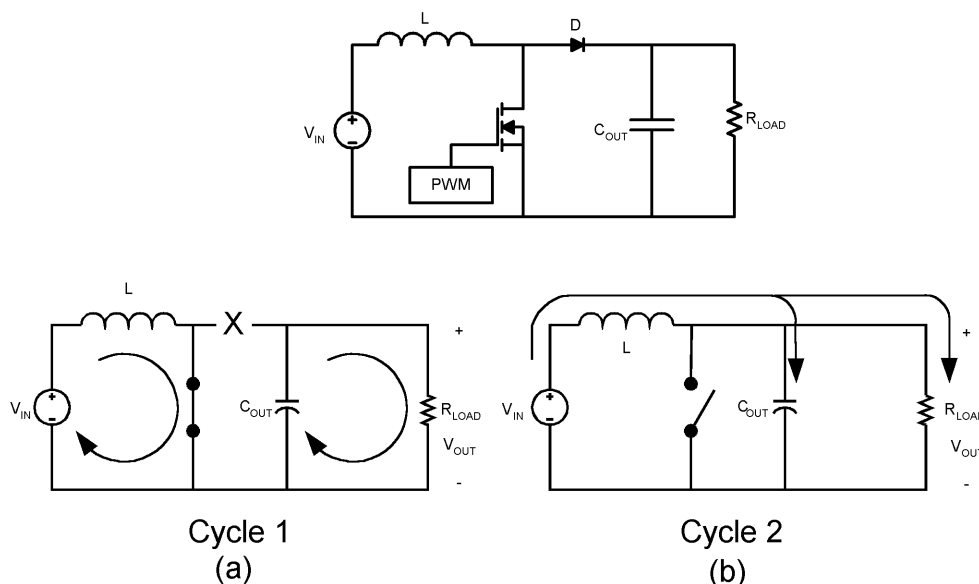 L
D
V_IN
+
-
PWM
C_OUT
R_LOAD
L
X
+
V_IN
+
-
C_OUT
R_LOAD
V_OUT
-
L
+
V_IN
+
-
C_OUT
R_LOAD
V_OUT
-
Cycle 1
(a)
Cycle 2
(b)